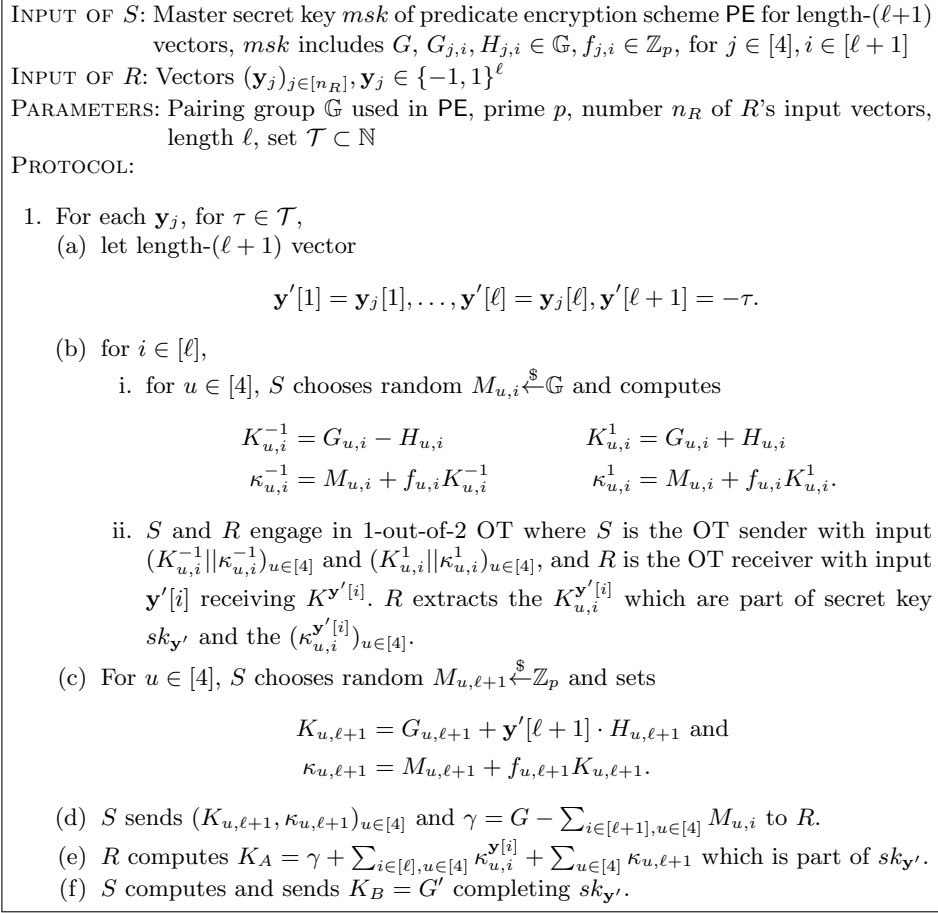 INPUT OF S: Master secret key msk of predicate encryption scheme PE for length-(ℓ+1)
vectors, msk includes G, G_{j,i}, H_{j,i} ∈ 𝔾, f_{j,i} ∈ ℤ_p, for j ∈ [4], i ∈ [ℓ + 1]
INPUT OF R: Vectors (y_j)_{j∈[n_R]}, y_j ∈ {−1, 1}^ℓ
PARAMETERS: Pairing group 𝔾 used in PE, prime p, number n_R of R's input vectors,
length ℓ, set 𝒯 ⊂ ℕ
PROTOCOL:
1. For each y_j, for τ ∈ 𝒯,
(a) let length-(ℓ + 1) vector
y′[1] = y_j[1], . . . , y′[ℓ] = y_j[ℓ], y′[ℓ + 1] = −τ.
(b) for i ∈ [ℓ],
i. for u ∈ [4], S chooses random M_{u,i} ←$ 𝔾 and computes
K^{−1}_{u,i} = G_{u,i} − H_{u,i} K^1_{u,i} = G_{u,i} + H_{u,i}
κ^{−1}_{u,i} = M_{u,i} + f_{u,i}K^{−1}_{u,i} κ^1_{u,i} = M_{u,i} + f_{u,i}K^1_{u,i}.
ii. S and R engage in 1-out-of-2 OT where S is the OT sender with input
(K^{−1}_{u,i}||κ^{−1}_{u,i})_{u∈[4]} and (K^1_{u,i}||κ^1_{u,i})_{u∈[4]}, and R is the OT receiver with input
y′[i] receiving K^{y′[i]}. R extracts the K^{y′[i]}_{u,i} which are part of secret key
sk_{y′} and the (κ^{y′[i]}_{u,i})_{u∈[4]}.
(c) For u ∈ [4], S chooses random M_{u,ℓ+1} ←$ ℤ_p and sets
K_{u,ℓ+1} = G_{u,ℓ+1} + y′[ℓ + 1] · H_{u,ℓ+1} and
κ_{u,ℓ+1} = M_{u,ℓ+1} + f_{u,ℓ+1}K_{u,ℓ+1}.
(d) S sends (K_{u,ℓ+1}, κ_{u,ℓ+1})_{u∈[4]} and γ = G − ∑_{i∈[ℓ+1],u∈[4]} M_{u,i} to R.
(e) R computes K_A = γ + ∑_{i∈[ℓ],u∈[4]} κ^{y[i]}_{u,i} + ∑_{u∈[4]} κ_{u,ℓ+1} which is part of sk_{y′}.
(f) S computes and sends K_B = G′ completing sk_{y′}.